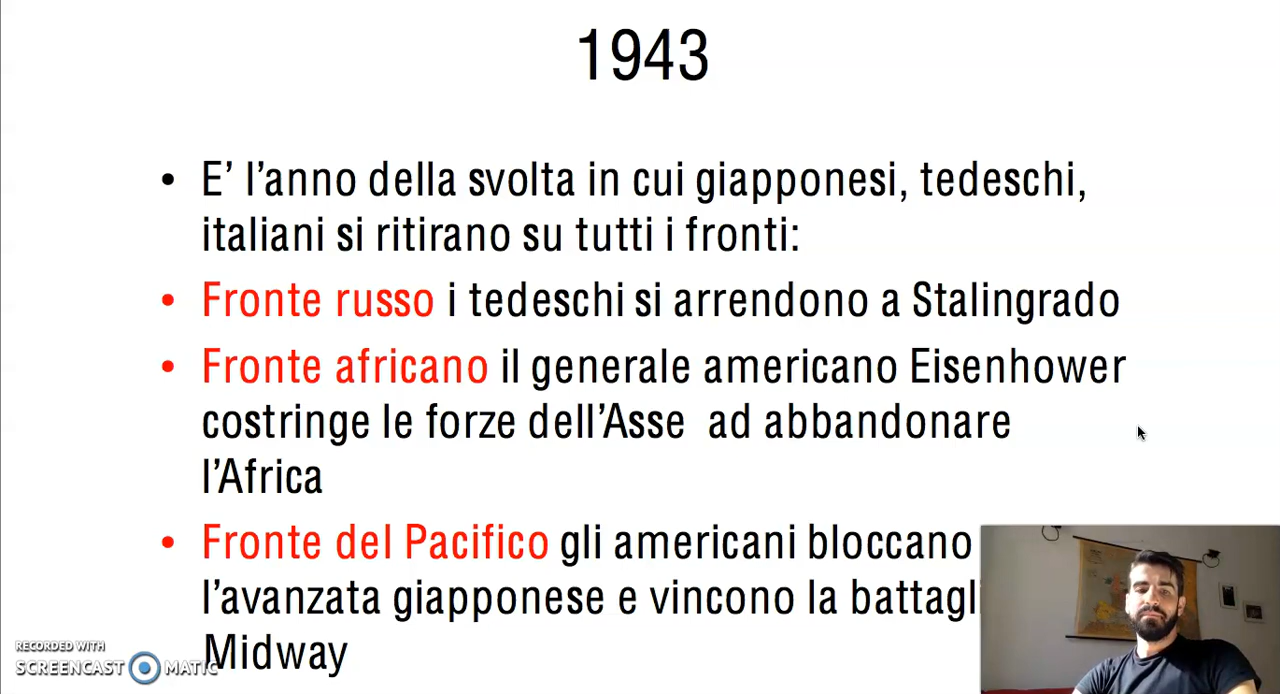 1943
• E' l'anno della svolta in cui giapponesi, tedeschi,
italiani si ritirano su tutti i fronti:
• Fronte russo i tedeschi si arrendono a Stalingrado
• Fronte africano il generale americano Eisenhower
costringe le forze dell'Asse ad abbandonare
l'Africa
• Fronte del Pacifico gli americani bloccano
l'avanzata giapponese e vincono la battagli
Midway
RECORDED WITH
SCREENCAST MATIC